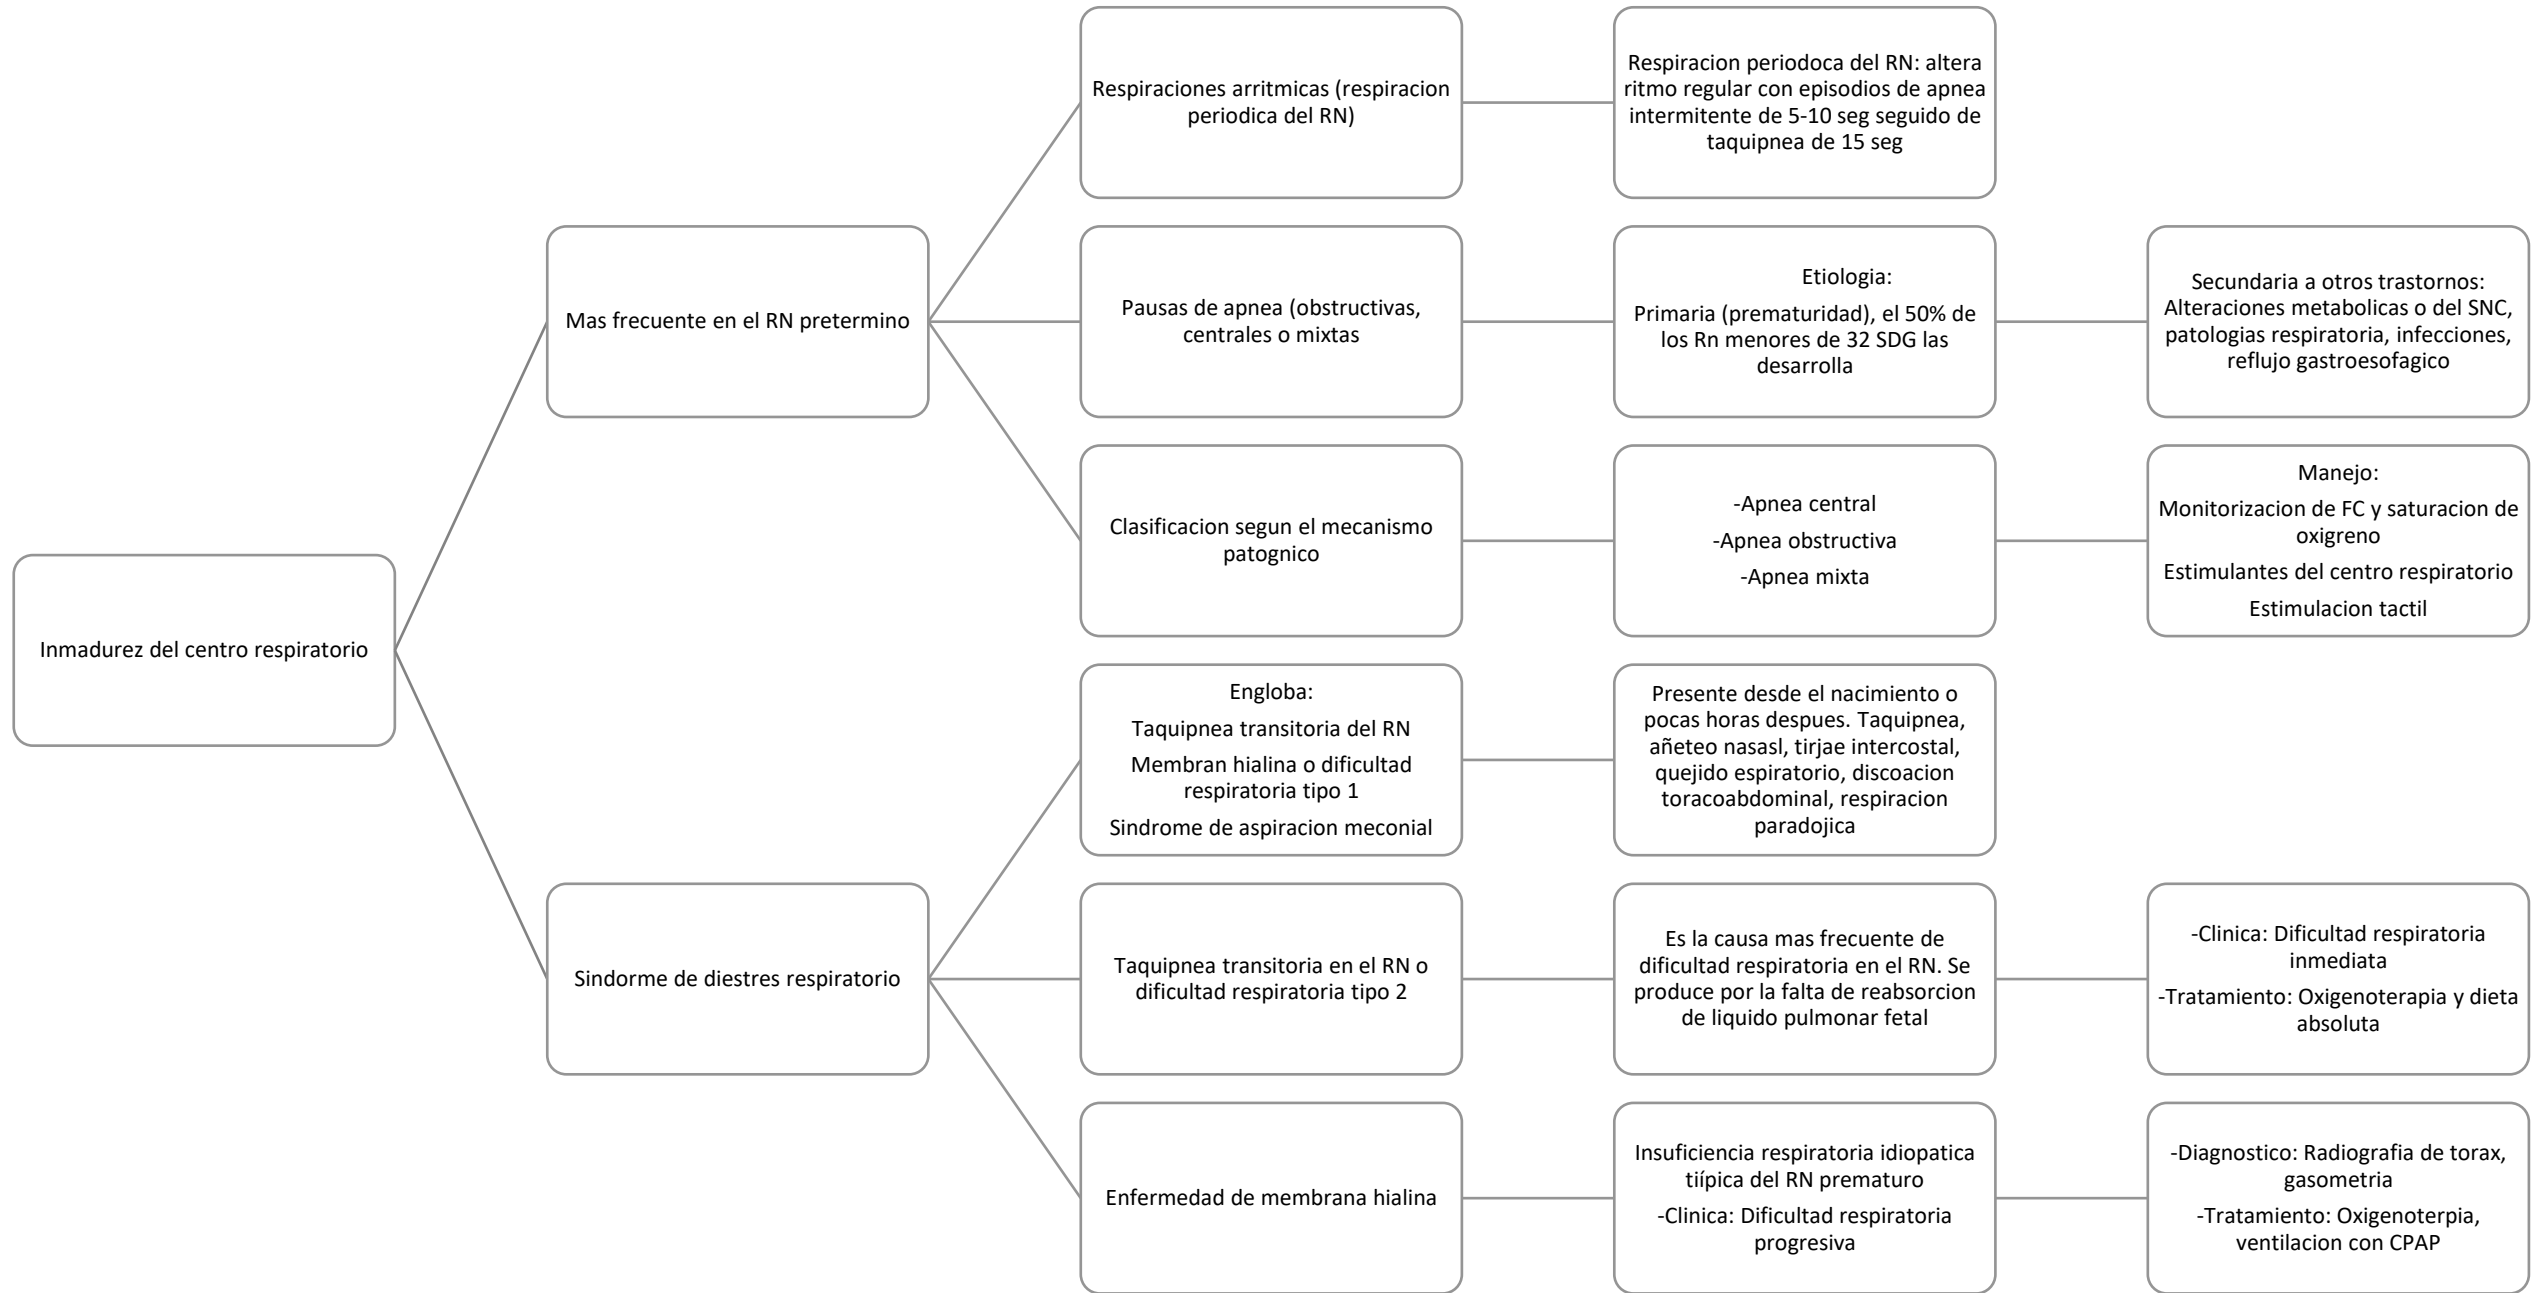 Respiraciones arritmicas (respiracion
periodica del RN)
Respiracion periodoca del RN: altera
ritmo regular con episodios de apnea
intermitente de 5-10 seg seguido de
taquipnea de 15 seg
Mas frecuente en el RN pretermino
Pausas de apnea (obstructivas,
centrales o mixtas
Etiologia:
Primaria (prematuridad), el 50% de
los Rn menores de 32 SDG las
desarrolla
Secundaria a otros trastornos:
Alteraciones metabolicas o del SNC,
patologias respiratoria, infecciones,
reflujo gastroesofagico
Clasificacion segun el mecanismo
patognico
-Apnea central
-Apnea obstructiva
-Apnea mixta
Manejo:
Monitorizacion de FC y saturacion de
oxigreno
Estimulantes del centro respiratorio
Estimulacion tactil
Inmadurez del centro respiratorio
Engloba:
Taquipnea transitoria del RN
Membran hialina o dificultad
respiratoria tipo 1
Sindrome de aspiracion meconial
Presente desde el nacimiento o
pocas horas despues. Taquipnea,
añeteo nasasl, tirjae intercostal,
quejido espiratorio, discoacion
toracoabdominal, respiracion
paradojica
Sindorme de diestres respiratorio
Taquipnea transitoria en el RN o
dificultad respiratoria tipo 2
Es la causa mas frecuente de
dificultad respiratoria en el RN. Se
produce por la falta de reabsorcion
de liquido pulmonar fetal
-Clinica: Dificultad respiratoria
inmediata
-Tratamiento: Oxigenoterapia y dieta
absoluta
Enfermedad de membrana hialina
Insuficiencia respiratoria idiopatica
tiípica del RN prematuro
-Clinica: Dificultad respiratoria
progresiva
-Diagnostico: Radiografia de torax,
gasometria
-Tratamiento: Oxigenoterpia,
ventilacion con CPAP